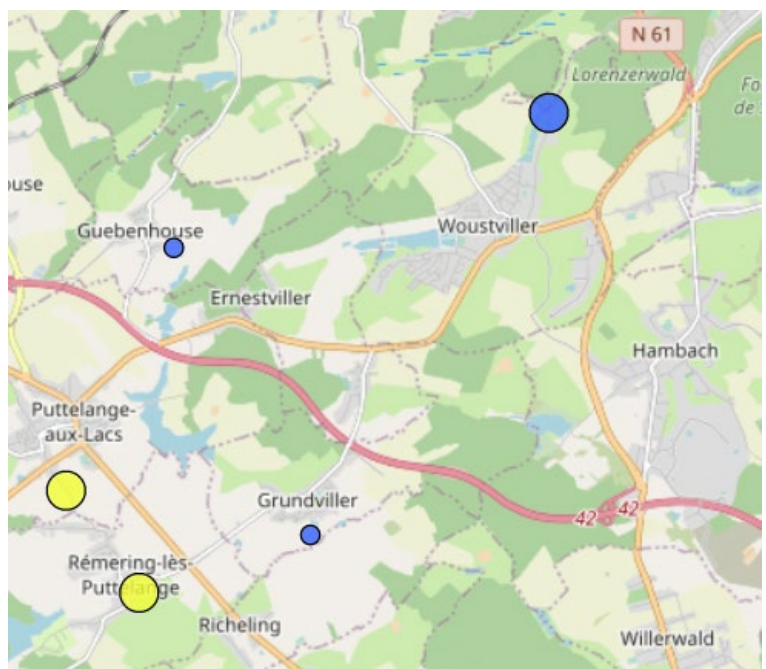 N 61
Lorenzerwald
Fo
de
ouse
Guebenhouse
Woustviller
Ernestviller
Hambach
Puttelange-
aux-Lacs
Grundviller
42
42
Rémering-lès-
Puttelange
Richeling
Willerwald